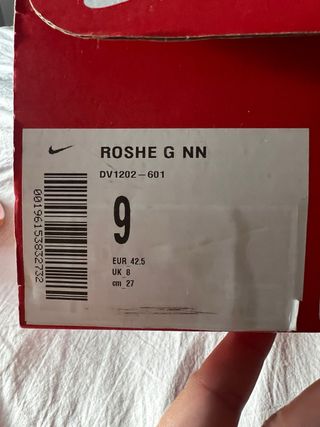 ROSHE G NN
DV1202-601
9
EUR 42.5
UK 8
cm 27
00196153832732